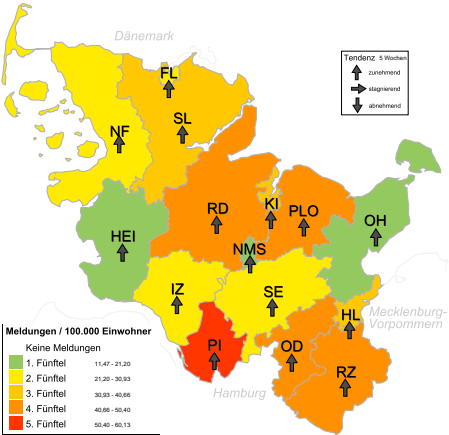 Dänemark
Tendenz 5 Wochen
zunehmend
stagnierend
abnehmend
FL
SL
NF
KI
RD
PLO
OH
HEI
NMS
IZ
SE
HL
Mecklenburg-
Vorpommern
PI
OD
RZ
Hamburg
Meldungen / 100.000 Einwohner
Keine Meldungen
1. Fünftel 11,47 - 21,20
2. Fünftel 21,20 - 30,93
3. Fünftel 30,93 - 40,66
4. Fünftel 40,66 - 50,40
5. Fünftel 50,40 - 60,13